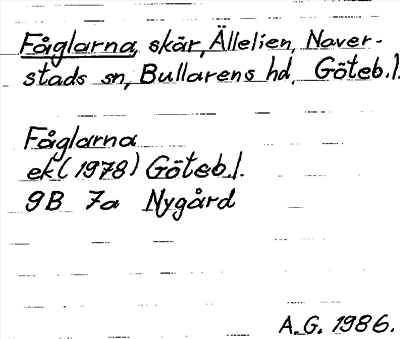 Fåglarna, skär, Ällelien, Naver-
stads sn, Bullarens hd, Göteb. l.
Fåglarna
ek (1978) Göteb. l.
9B 7a Nygård
A.G. 1986.